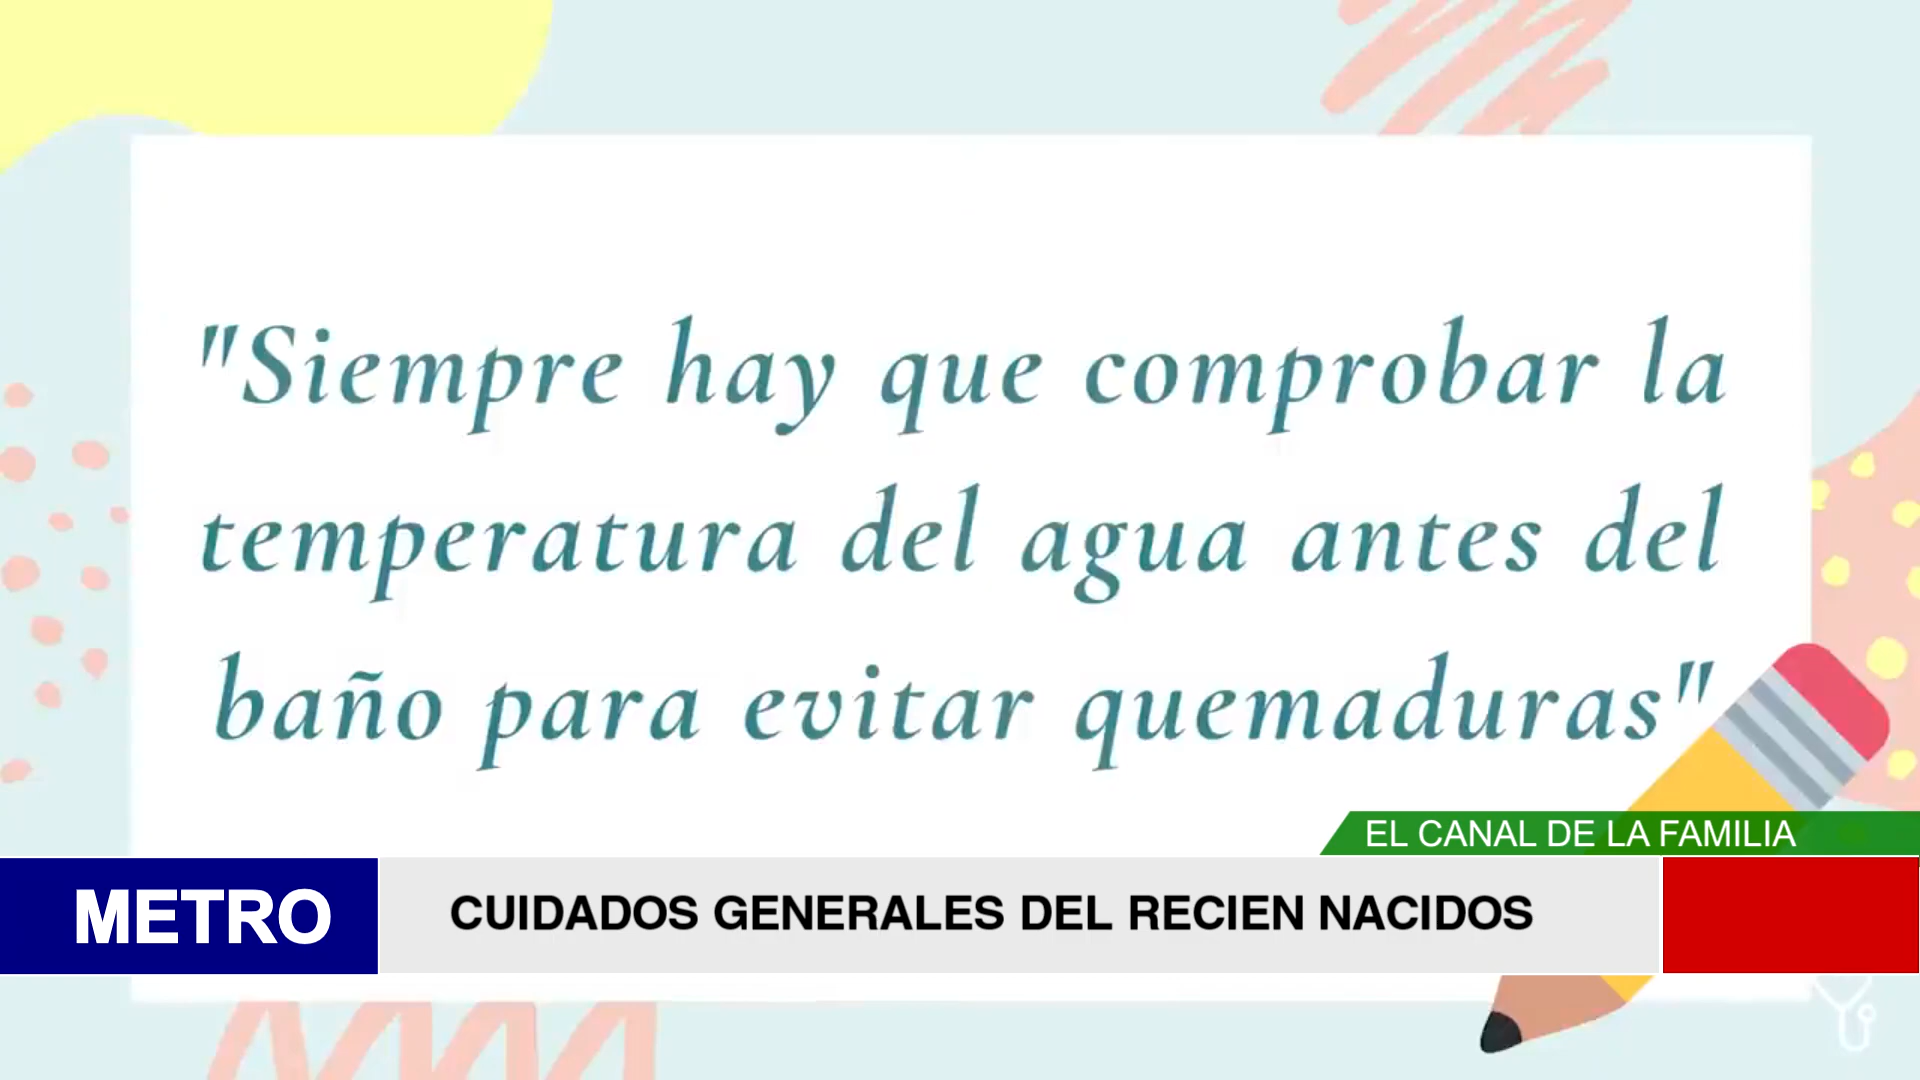 "Siempre hay que comprobar la
temperatura del agua antes del
baño para evitar quemaduras"
EL CANAL DE LA FAMILIA
METRO
CUIDADOS GENERALES DEL RECIEN NACIDOS